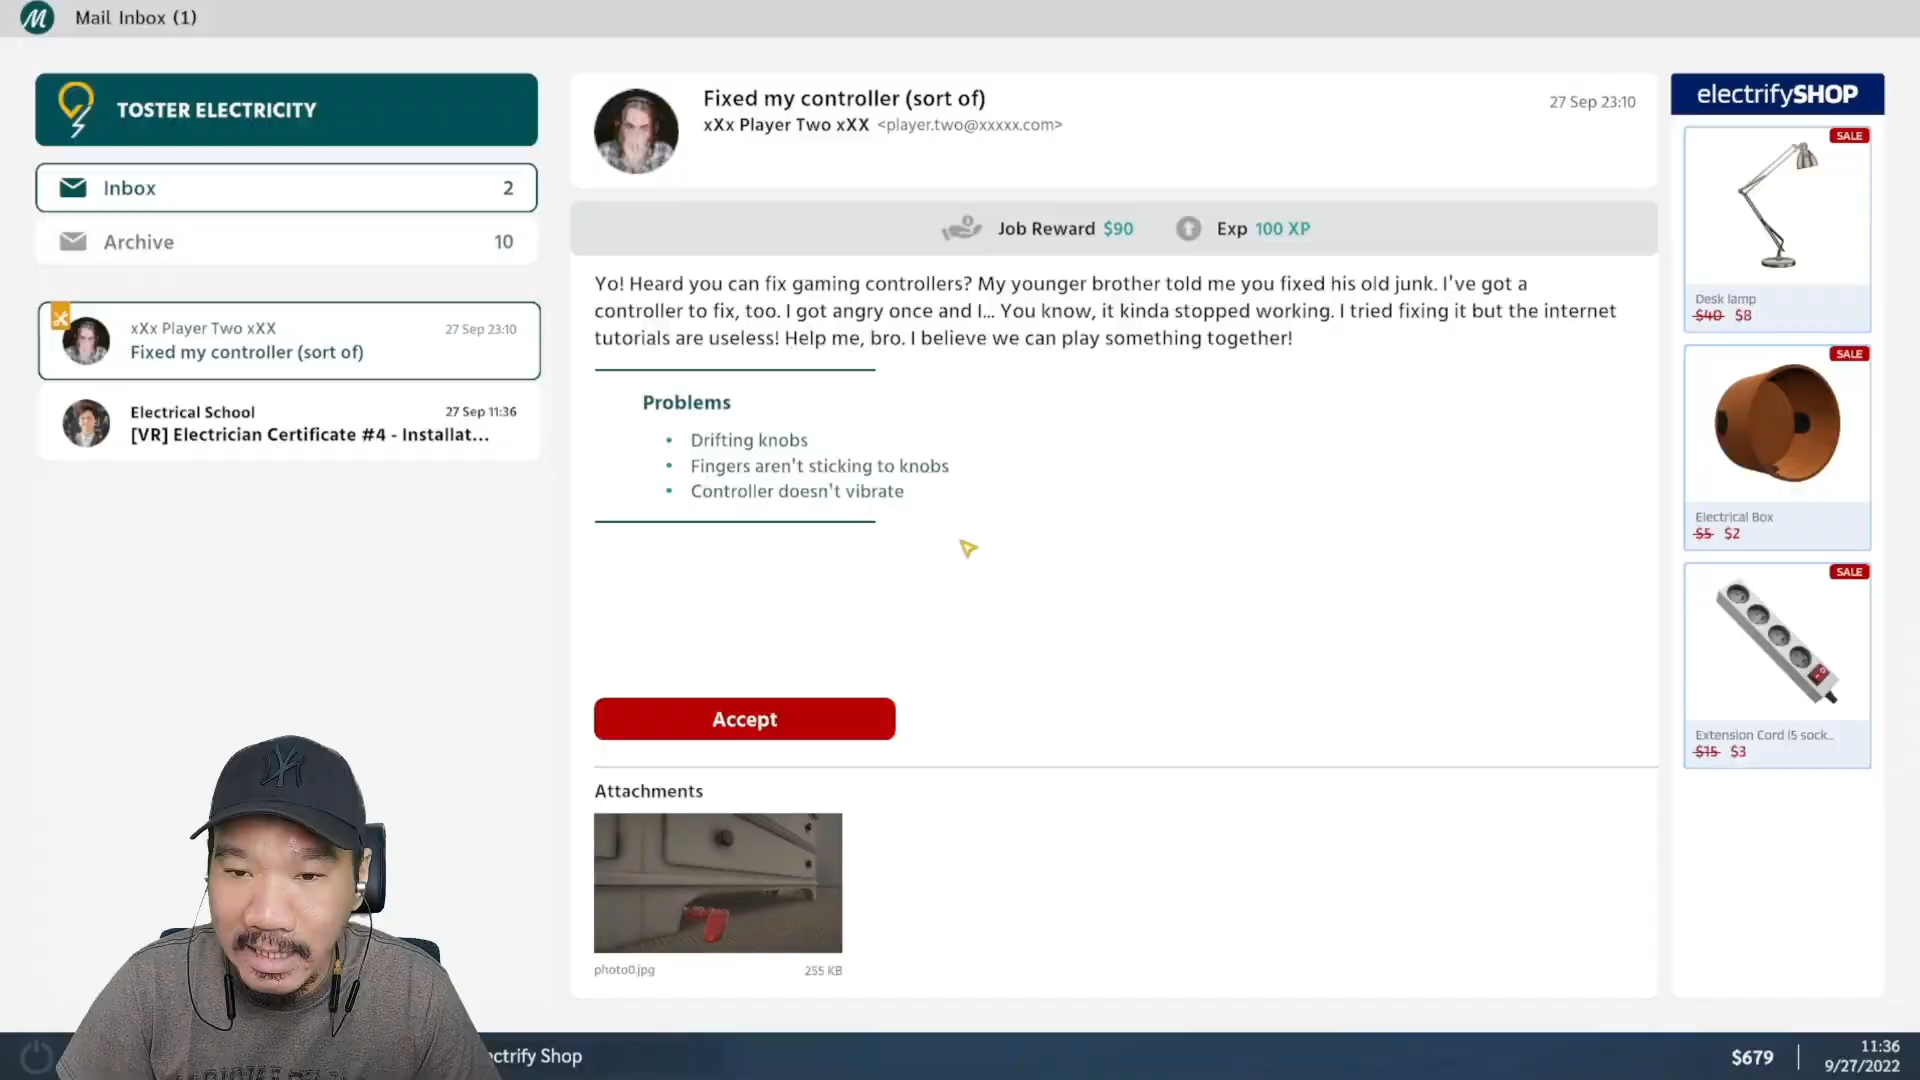 Mail Inbox (1)
TOSTER ELECTRICITY
Inbox 2
Archive 10
xXx Player Two xXX 27 Sep 23:10
Fixed my controller (sort of)
Electrical School 27 Sep 11:36
[VR] Electrician Certificate #4 - Installat...
Fixed my controller (sort of) 27 Sep 23:10
xXx Player Two xXX <player.two@xxxxx.com>
Job Reward $90 Exp 100 XP
Yo! Heard you can fix gaming controllers? My younger brother told me you fixed his old junk. I've got a
controller to fix, too. I got angry once and I... You know, it kinda stopped working. I tried fixing it but the internet
tutorials are useless! Help me, bro. I believe we can play something together!
Problems
• Drifting knobs
• Fingers aren't sticking to knobs
• Controller doesn't vibrate
Accept
Attachments
photo0.jpg 255 KB
electrifySHOP
SALE
Desk lamp
$40 $8
SALE
Electrical Box
$5 $2
SALE
Extension Cord (5 sock...
$15 $3
Shop
$679
11:36
9/27/2022